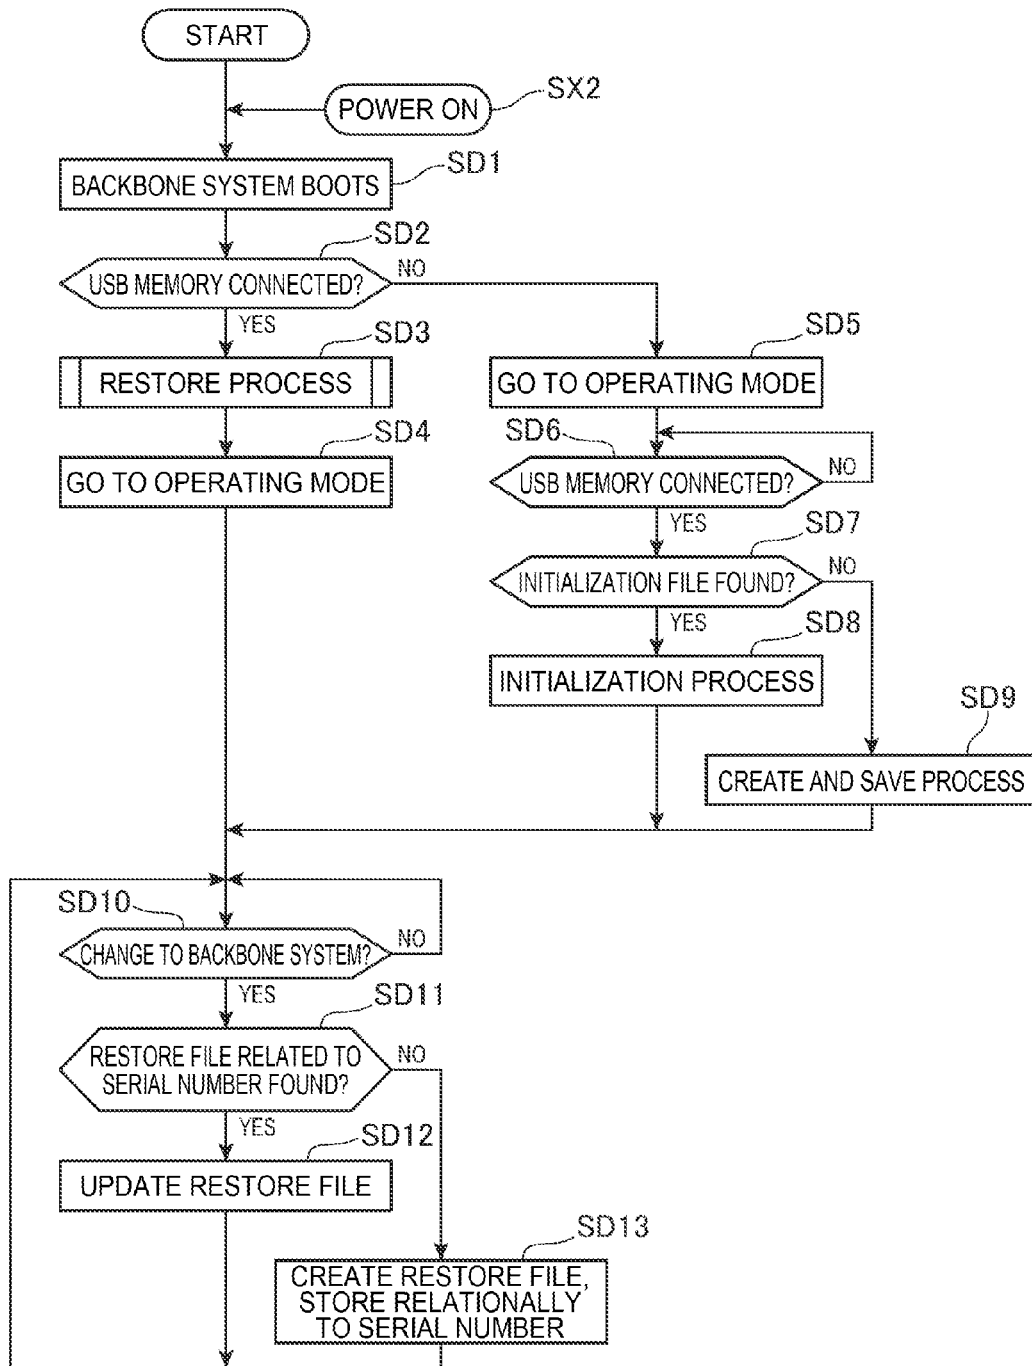 START
POWER ON
SX2
SD1
BACKBONE SYSTEM BOOTS
SD2
USB MEMORY CONNECTED?
NO
YES
SD3
RESTORE PROCESS
SD5
GO TO OPERATING MODE
SD4
GO TO OPERATING MODE
SD6
USB MEMORY CONNECTED?
NO
YES
SD7
INITIALIZATION FILE FOUND?
NO
YES
SD8
INITIALIZATION PROCESS
SD9
CREATE AND SAVE PROCESS
SD10
CHANGE TO BACKBONE SYSTEM?
NO
YES
SD11
RESTORE FILE RELATED TO
SERIAL NUMBER FOUND?
NO
YES
SD12
UPDATE RESTORE FILE
SD13
CREATE RESTORE FILE,
STORE RELATIONALLY
TO SERIAL NUMBER